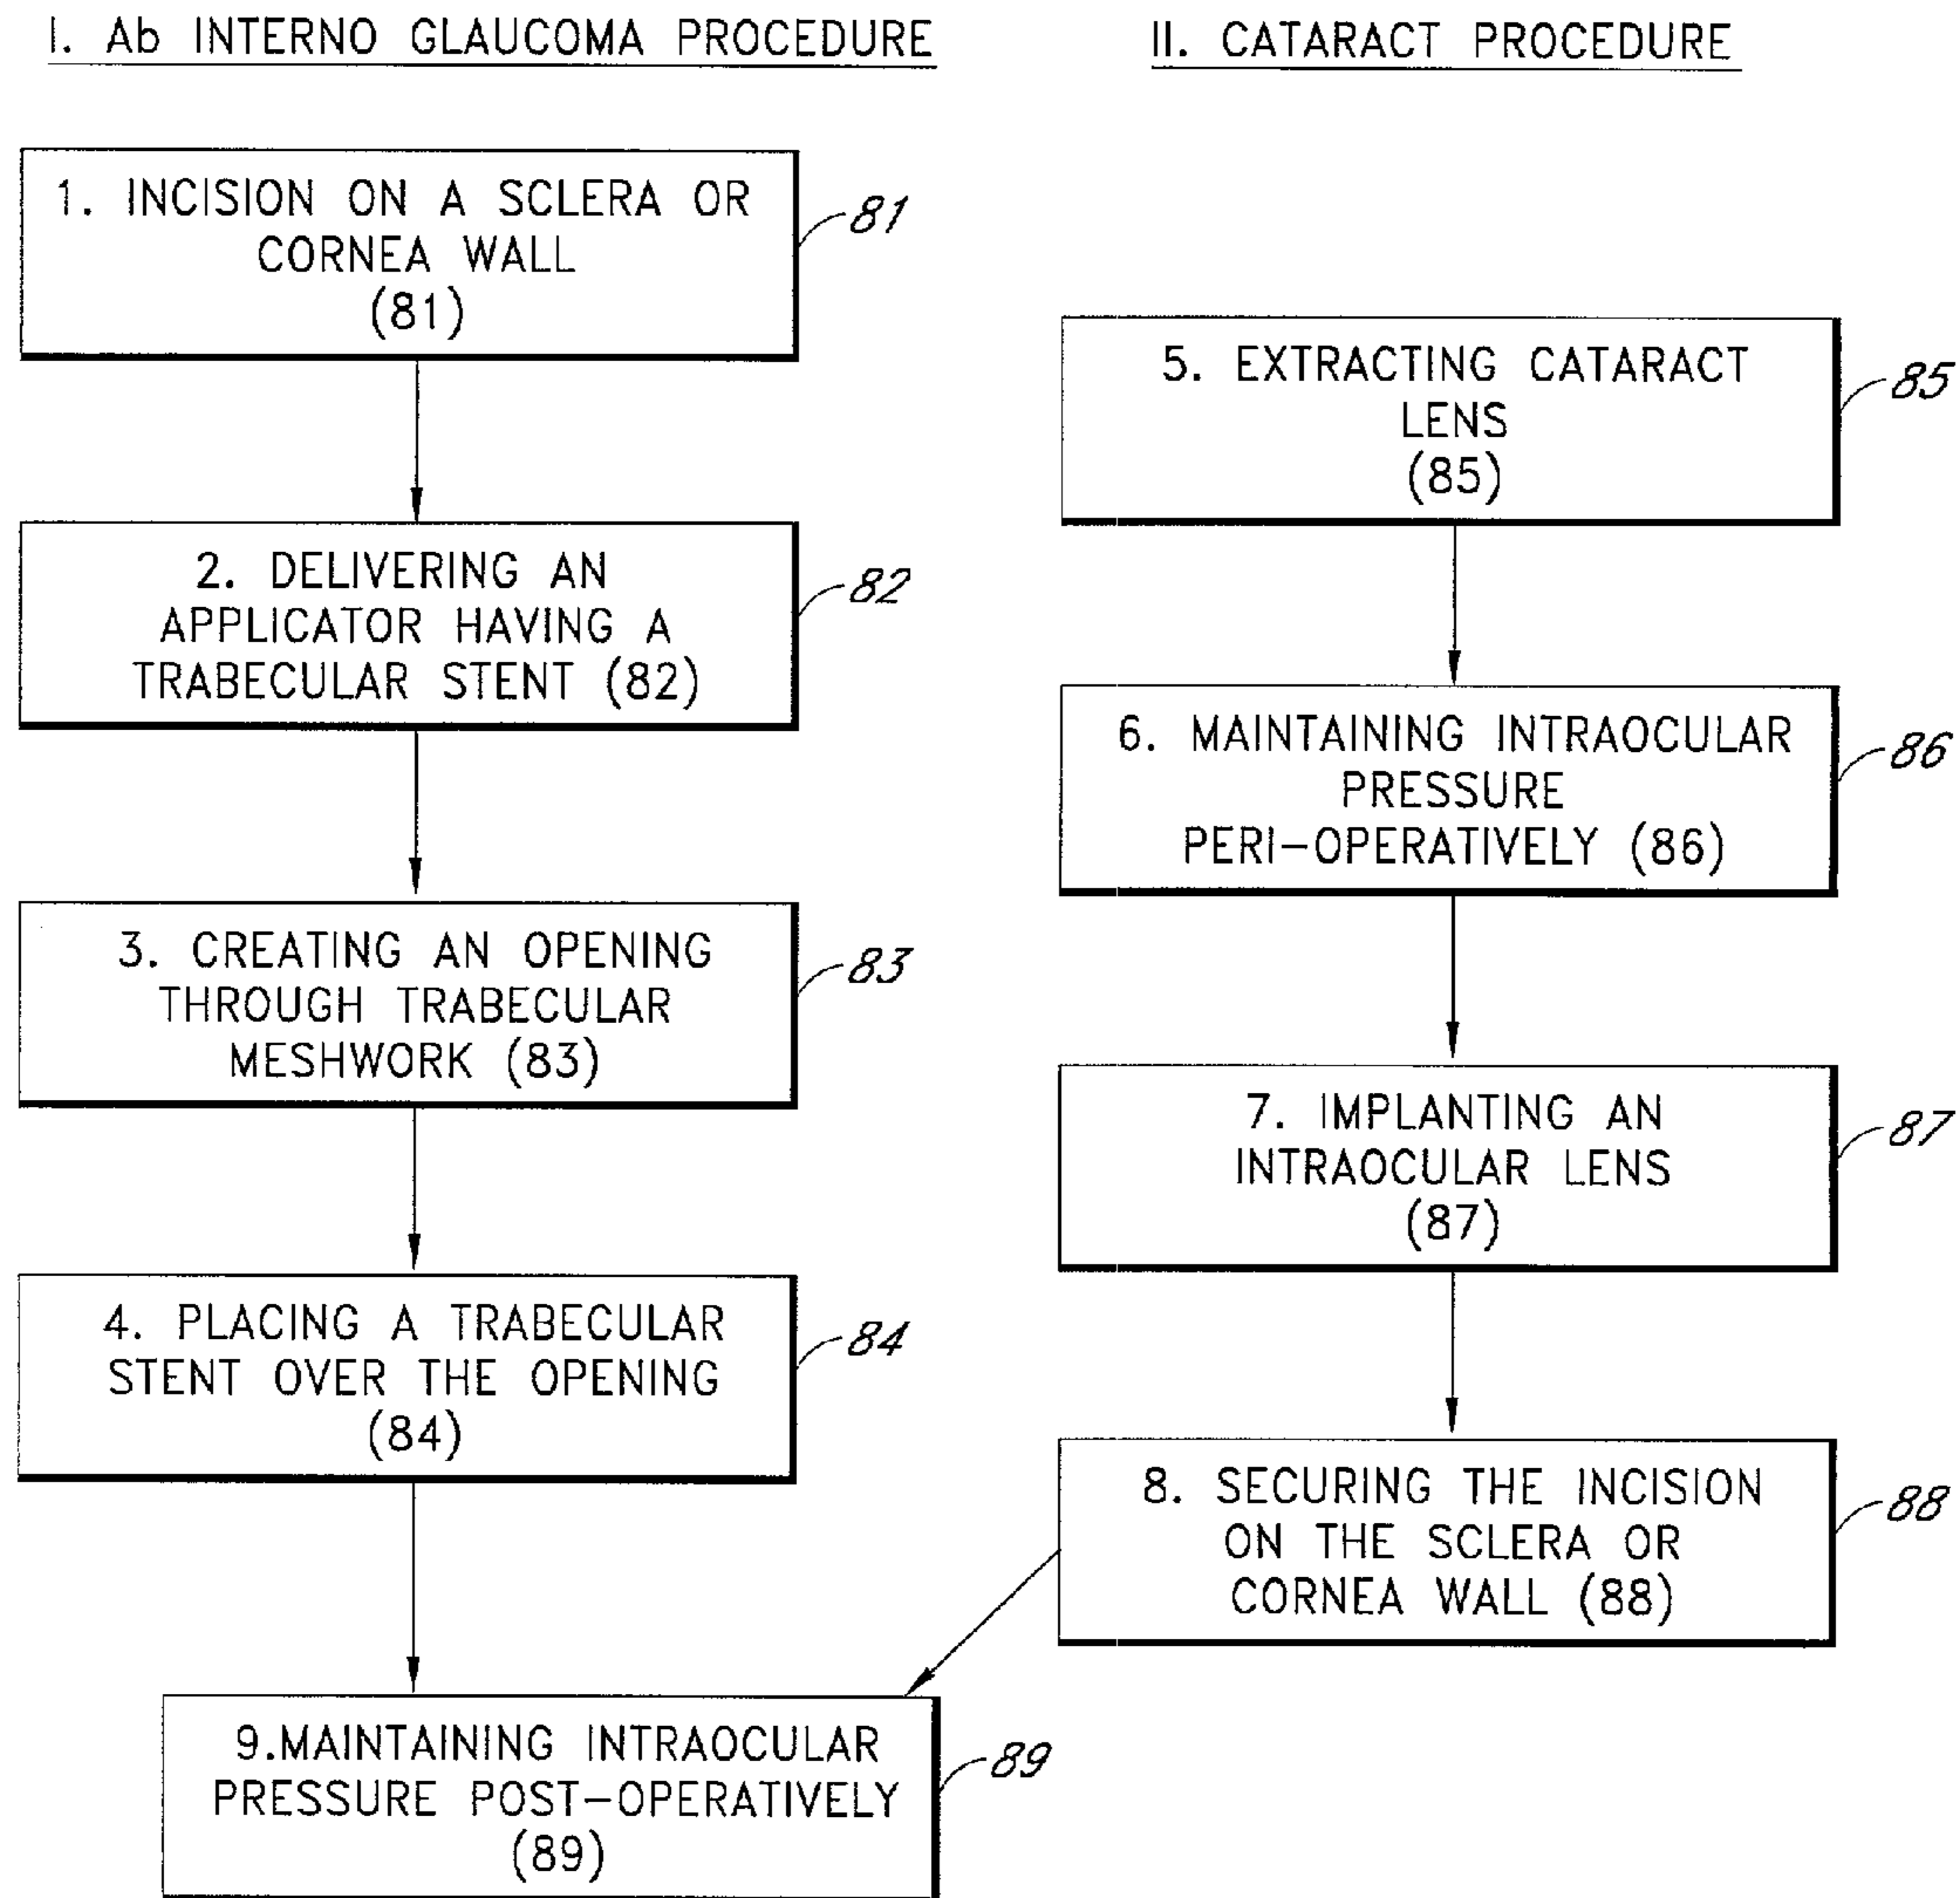 I. Ab INTERNO GLAUCOMA PROCEDURE
1. INCISION ON A SCLERA OR
CORNEA WALL
(81)
81
2. DELIVERING AN
APPLICATOR HAVING A
TRABECULAR STENT (82)
82
3. CREATING AN OPENING
THROUGH TRABECULAR
MESHWORK (83)
83
4. PLACING A TRABECULAR
STENT OVER THE OPENING
(84)
84
II. CATARACT PROCEDURE
5. EXTRACTING CATARACT
LENS
(85)
85
6. MAINTAINING INTRAOCULAR
PRESSURE
PERI-OPERATIVELY (86)
86
7. IMPLANTING AN
INTRAOCULAR LENS
(87)
87
8. SECURING THE INCISION
ON THE SCLERA OR
CORNEA WALL (88)
88
9.MAINTAINING INTRAOCULAR
PRESSURE POST-OPERATIVELY
(89)
89